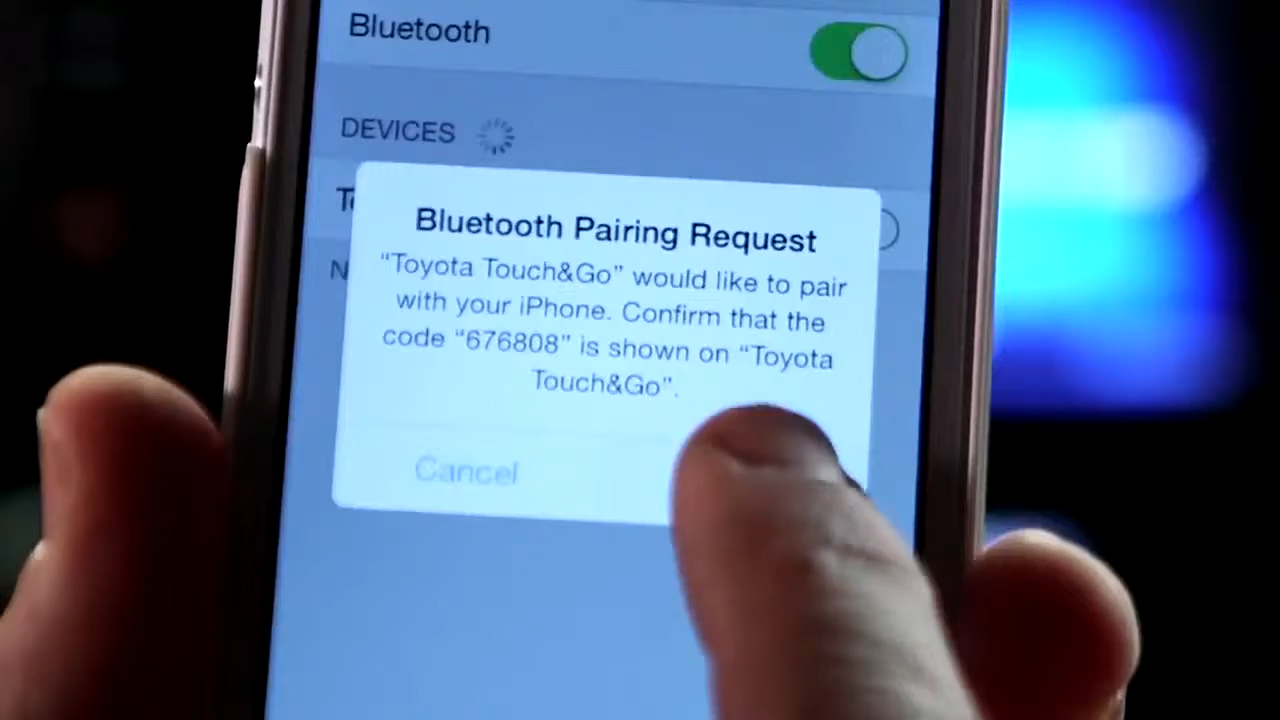 Bluetooth
DEVICES
Bluetooth Pairing Request
“Toyota Touch&Go” would like to pair
with your iPhone. Confirm that the
code “676808” is shown on “Toyota
Touch&Go”.
Cancel